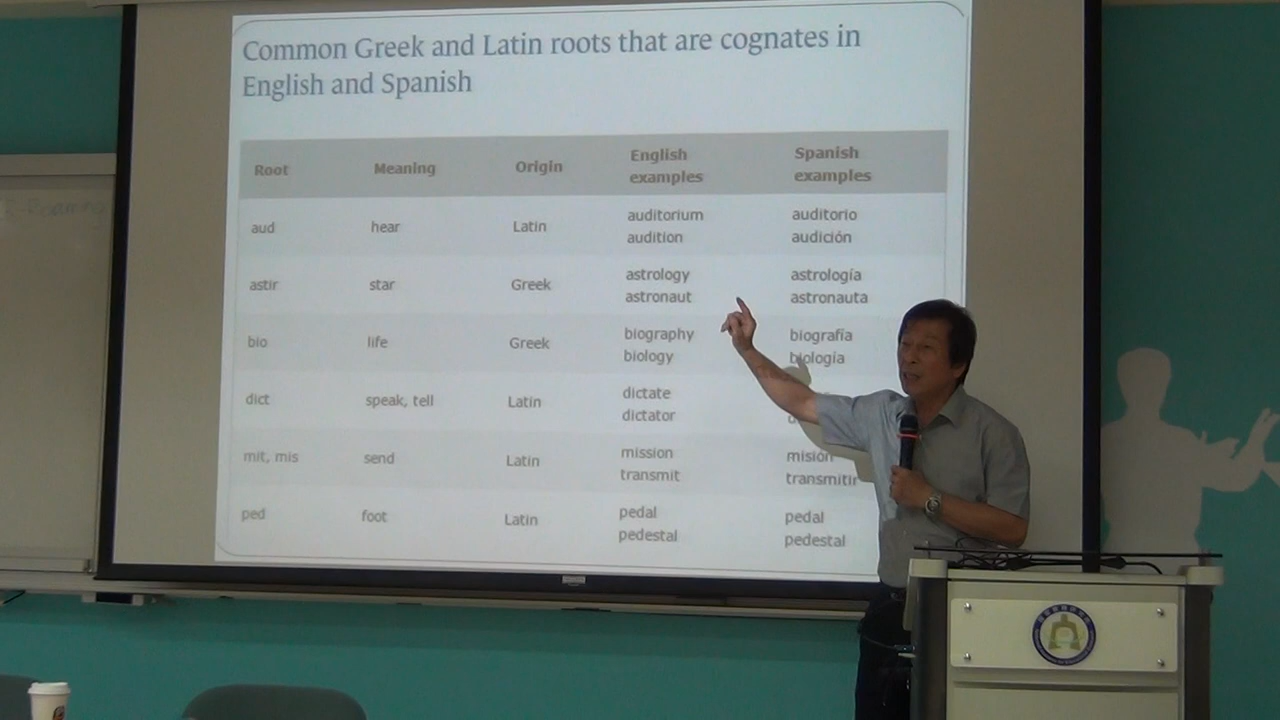 Common Greek and Latin roots that are cognates in
English and Spanish
Root Meaning Origin English examples Spanish examples
aud hear Latin auditorium auditorio
audition audición
astir star Greek astrology astrología
astronaut astronauta
bio life Greek biography biografía
biology biología
dict speak, tell Latin dictate
dictator
mit, mis send Latin mission misión
transmit transmitir
ped foot Latin pedal pedal
pedestal pedestal